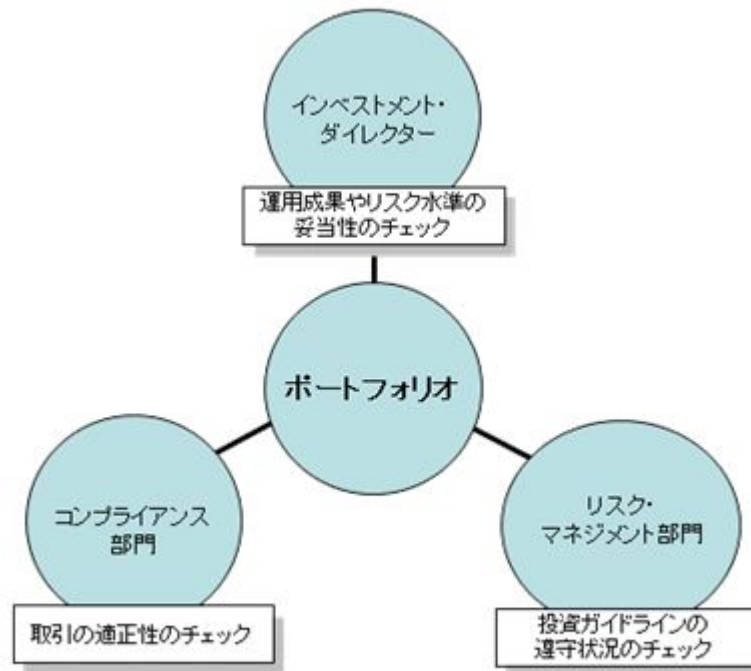 インベストメント・
ダイレクター
運用成果やリスク水準の
妥当性のチェック
ポートフォリオ
コンプライアンス
部門
取引の適正性のチェック
リスク・
マネジメント部門
投資ガイドラインの
遵守状況のチェック